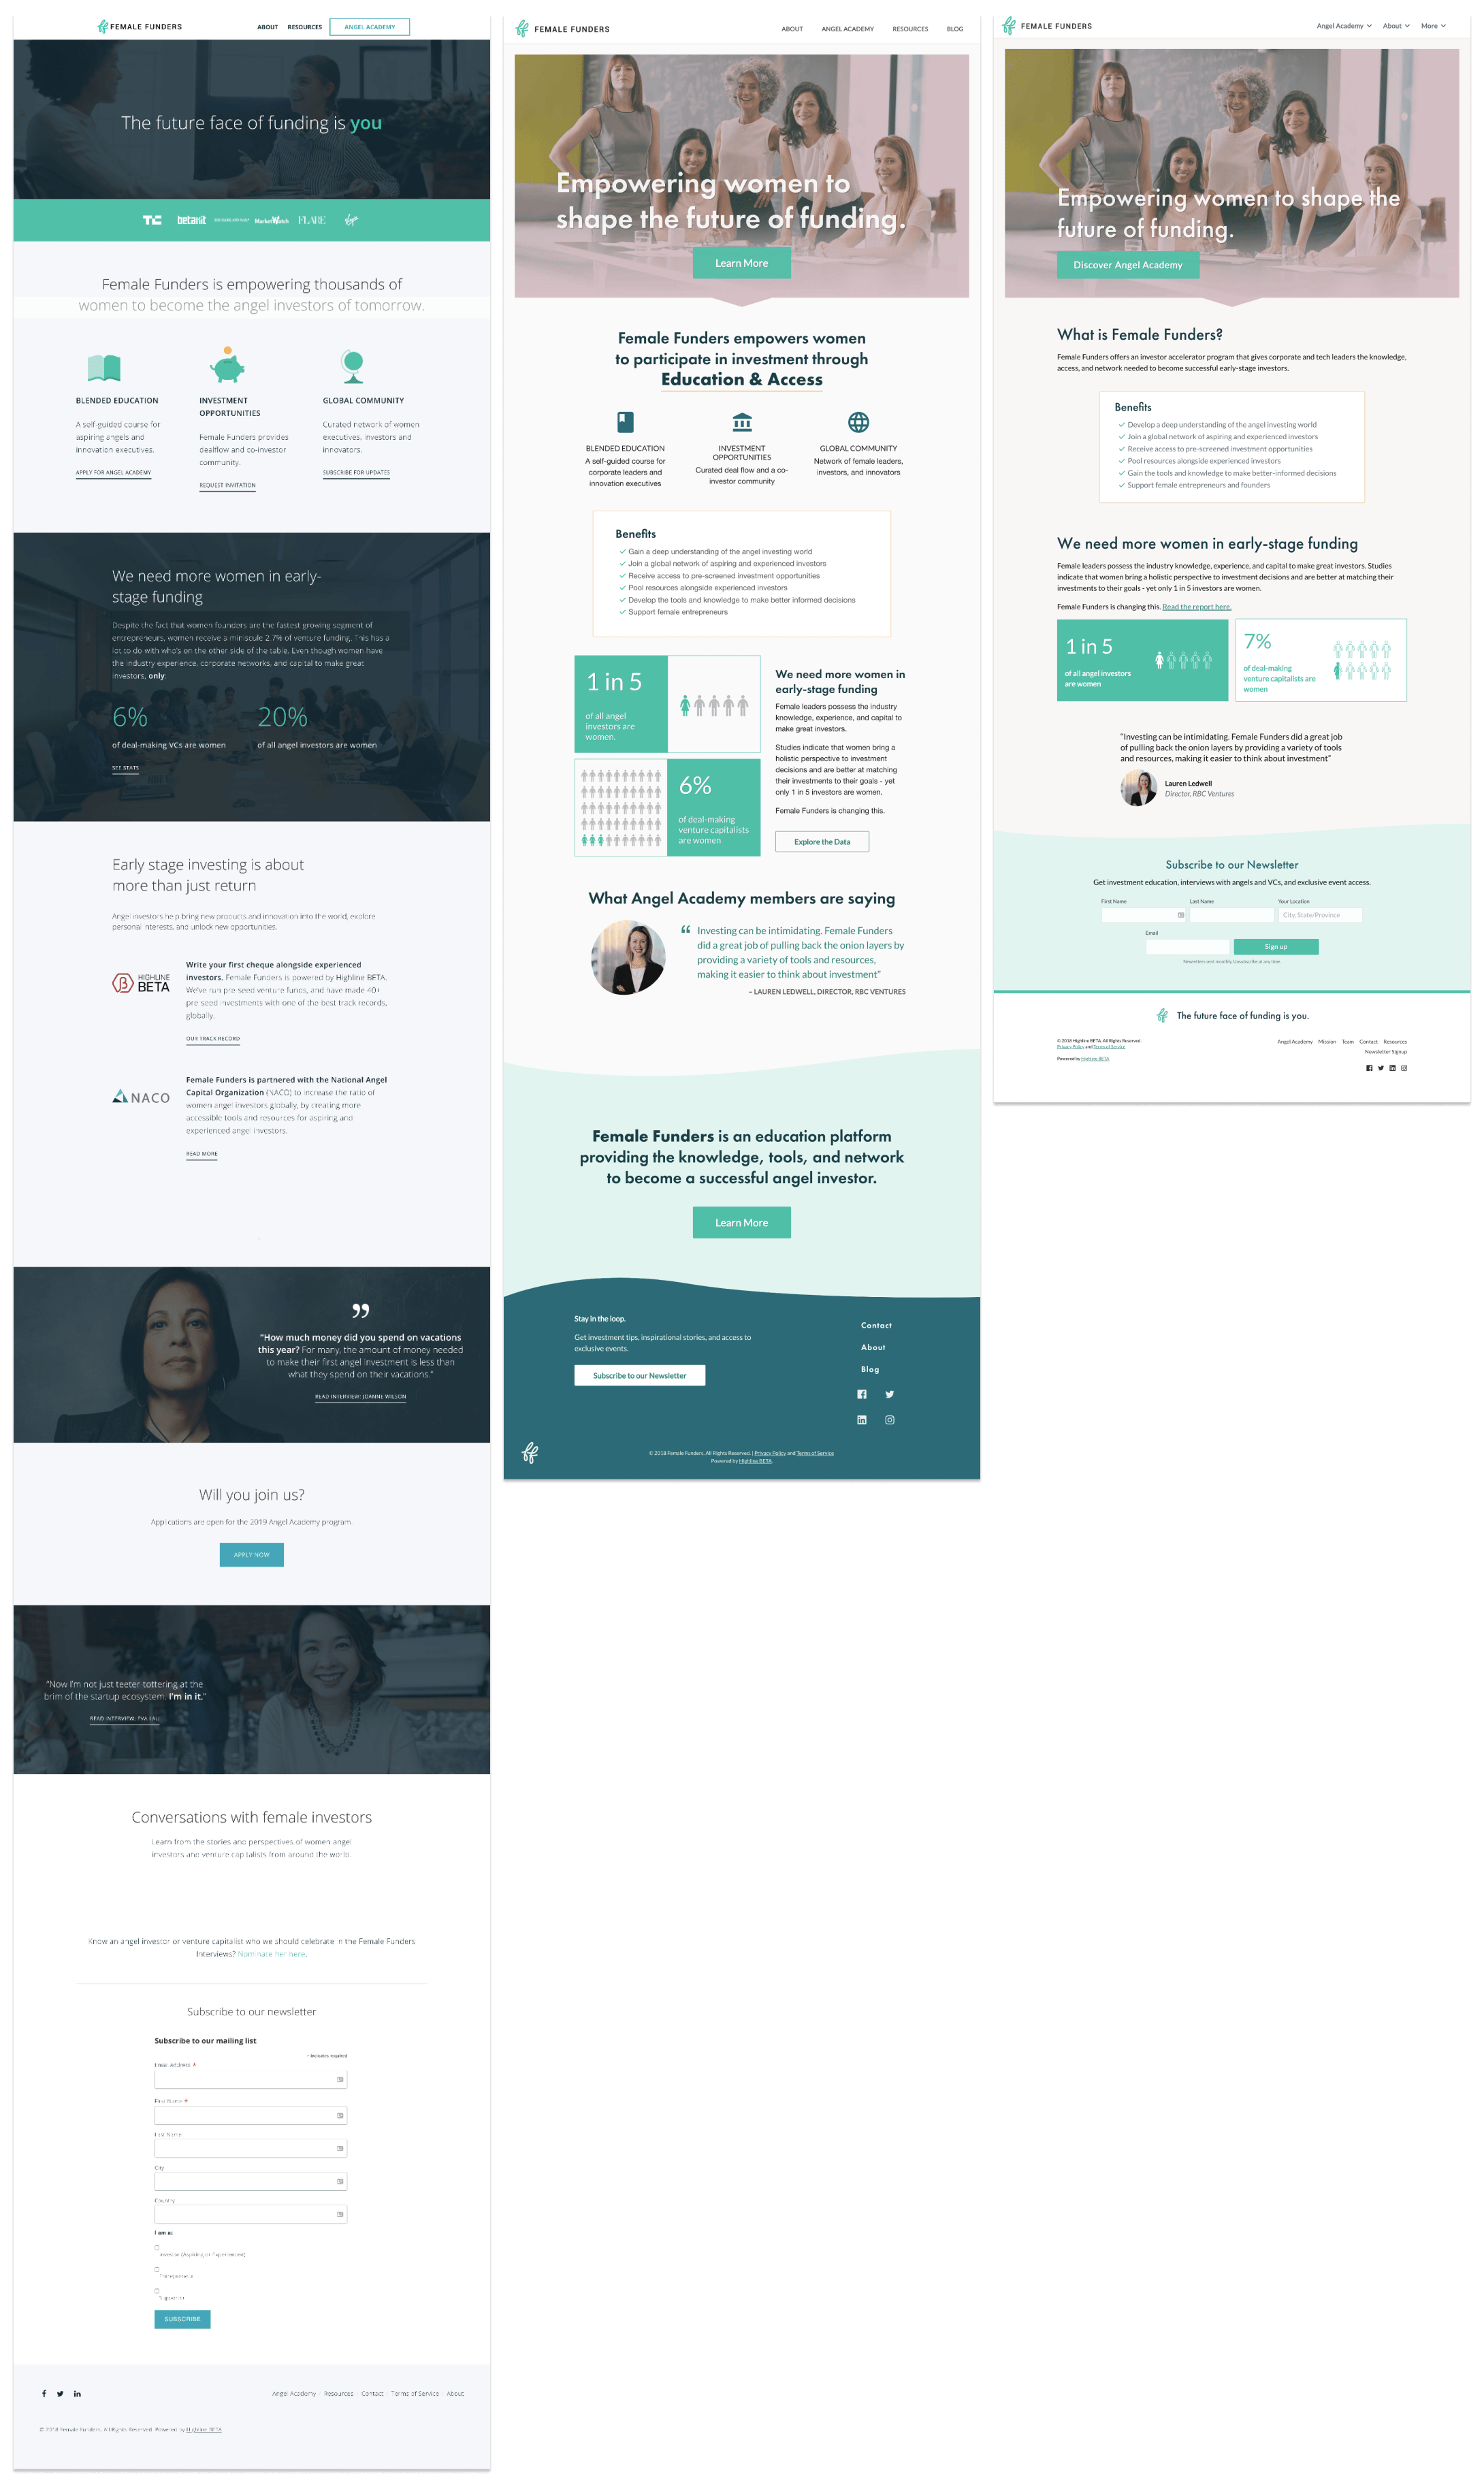 FEMALE FUNDERS
ABOUT RESOURCES ANGEL ACADEMY
The future face of funding is you
TC betakit MarketWatch FLARE
Female Funders is empowering thousands of
women to become the angel investors of tomorrow.
BLENDED EDUCATION
A self-guided course for
aspiring angels and
innovation executives.
APPLY FOR ANGEL ACADEMY
INVESTMENT
OPPORTUNITIES
Female Funders provides
dealflow and co-investor
community.
REQUEST INVITATION
GLOBAL COMMUNITY
Curated network of women
executives, investors and
innovators.
SUBSCRIBE FOR UPDATES
We need more women in early-
stage funding
Despite the fact that women founders are the fastest growing segment of
entrepreneurs, women receive a miniscule 2.7% of venture funding. This has a
lot to do with who's on the other side of the table. Even though women have
the industry experience, corporate networks, and capital to make great
investors, only:
6%
of deal-making VCs are women
20%
of all angel investors are women
SEE STATS
Early stage investing is about
more than just return
Angel investors help bring new products and innovation into the world, explore
personal interests, and unlock new opportunities.
HIGHLINE
BETA
Write your first cheque alongside experienced
investors. Female Funders is powered by Highline BETA.
We've run pre-seed venture funds, and have made 40+
pre-seed investments with one of the best track records,
globally.
OUR TRACK RECORD
NACO
Female Funders is partnered with the National Angel
Capital Organization (NACO) to increase the ratio of
women angel investors globally, by creating more
accessible tools and resources for aspiring and
experienced angel investors.
READ MORE
"How much money did you spend on vacations
this year? For many, the amount of money needed
to make their first angel investment is less than
what they spend on their vacations."
READ INTERVIEW: JOANNE WILSON
Will you join us?
Applications are open for the 2019 Angel Academy program.
APPLY NOW
"Now I'm not just teeter tottering at the
brim of the startup ecosystem. I'm in it."
READ INTERVIEW: EVA LAU
Conversations with female investors
Learn from the stories and perspectives of women angel
investors and venture capitalists from around the world.
Know an angel investor or venture capitalist who we should celebrate in the Female Funders
Interviews? Nominate her here.
Subscribe to our newsletter
Subscribe to our mailing list
* indicates required
Email Address *
First Name *
Last Name
City
Country
I am a:
Investor (Aspiring or Experienced)
Entrepreneur
Supporter
SUBSCRIBE
Angel Academy Resources Contact Terms of Service About
© 2018 Female Funders. All Rights Reserved. Powered by Highline BETA
FEMALE FUNDERS
ABOUT ANGEL ACADEMY RESOURCES BLOG
Empowering women to
shape the future of funding.
Learn More
Female Funders empowers women
to participate in investment through
Education & Access
BLENDED EDUCATION
A self-guided course for
corporate leaders and
innovation executives
INVESTMENT
OPPORTUNITIES
Curated deal flow and a co-
investor community
GLOBAL COMMUNITY
Network of female leaders,
investors, and innovators
Benefits
Gain a deep understanding of the angel investing world
Join a global network of aspiring and experienced investors
Receive access to pre-screened investment opportunities
Pool resources alongside experienced investors
Develop the tools and knowledge to make better informed decisions
Support female entrepreneurs
1 in 5
of all angel
investors are
women.
6%
of deal-making
venture capitalists
are women
We need more women in
early-stage funding
Female leaders possess the industry
knowledge, experience, and capital to
make great investors.
Studies indicate that women bring a
holistic perspective to investment
decisions and are better at matching
their investments to their goals - yet
only 1 in 5 investors are women.
Female Funders is changing this.
Explore the Data
What Angel Academy members are saying
“ Investing can be intimidating. Female Funders
did a great job of pulling back the onion layers by
providing a variety of tools and resources,
making it easier to think about investment”
– LAUREN LEDWELL, DIRECTOR, RBC VENTURES
Female Funders is an education platform
providing the knowledge, tools, and network
to become a successful angel investor.
Learn More
Stay in the loop.
Get investment tips, inspirational stories, and access to
exclusive events.
Subscribe to our Newsletter
Contact
About
Blog
© 2018 Female Funders. All Rights Reserved. | Privacy Policy and Terms of Service
Powered by Highline BETA.
FEMALE FUNDERS
Angel Academy About More
Empowering women to shape the
future of funding.
Discover Angel Academy
What is Female Funders?
Female Funders offers an investor accelerator program that gives corporate and tech leaders the knowledge,
access, and network needed to become successful early-stage investors.
Benefits
Develop a deep understanding of the angel investing world
Join a global network of aspiring and experienced investors
Receive access to pre-screened investment opportunities
Pool resources alongside experienced investors
Gain the tools and knowledge to make better-informed decisions
Support female entrepreneurs and founders
We need more women in early-stage funding
Female leaders possess the industry knowledge, experience, and capital to make great investors. Studies
indicate that women bring a holistic perspective to investment decisions and are better at matching their
investments to their goals - yet only 1 in 5 investors are women.
Female Funders is changing this. Read the report here.
1 in 5
of all angel investors
are women
7%
of deal-making
venture capitalists are
women
"Investing can be intimidating. Female Funders did a great job
of pulling back the onion layers by providing a variety of tools
and resources, making it easier to think about investment"
Lauren Ledwell
Director, RBC Ventures
Subscribe to our Newsletter
Get investment education, interviews with angels and VCs, and exclusive event access.
First Name
Last Name
Your Location
City, State/Province
Email
Sign up
Newsletters sent monthly. Unsubscribe at any time.
The future face of funding is you.
© 2018 Highline BETA. All Rights Reserved.
Privacy Policy and Terms of Service
Powered by Highline BETA
Angel Academy Mission Team Contact Resources
Newsletter Signup